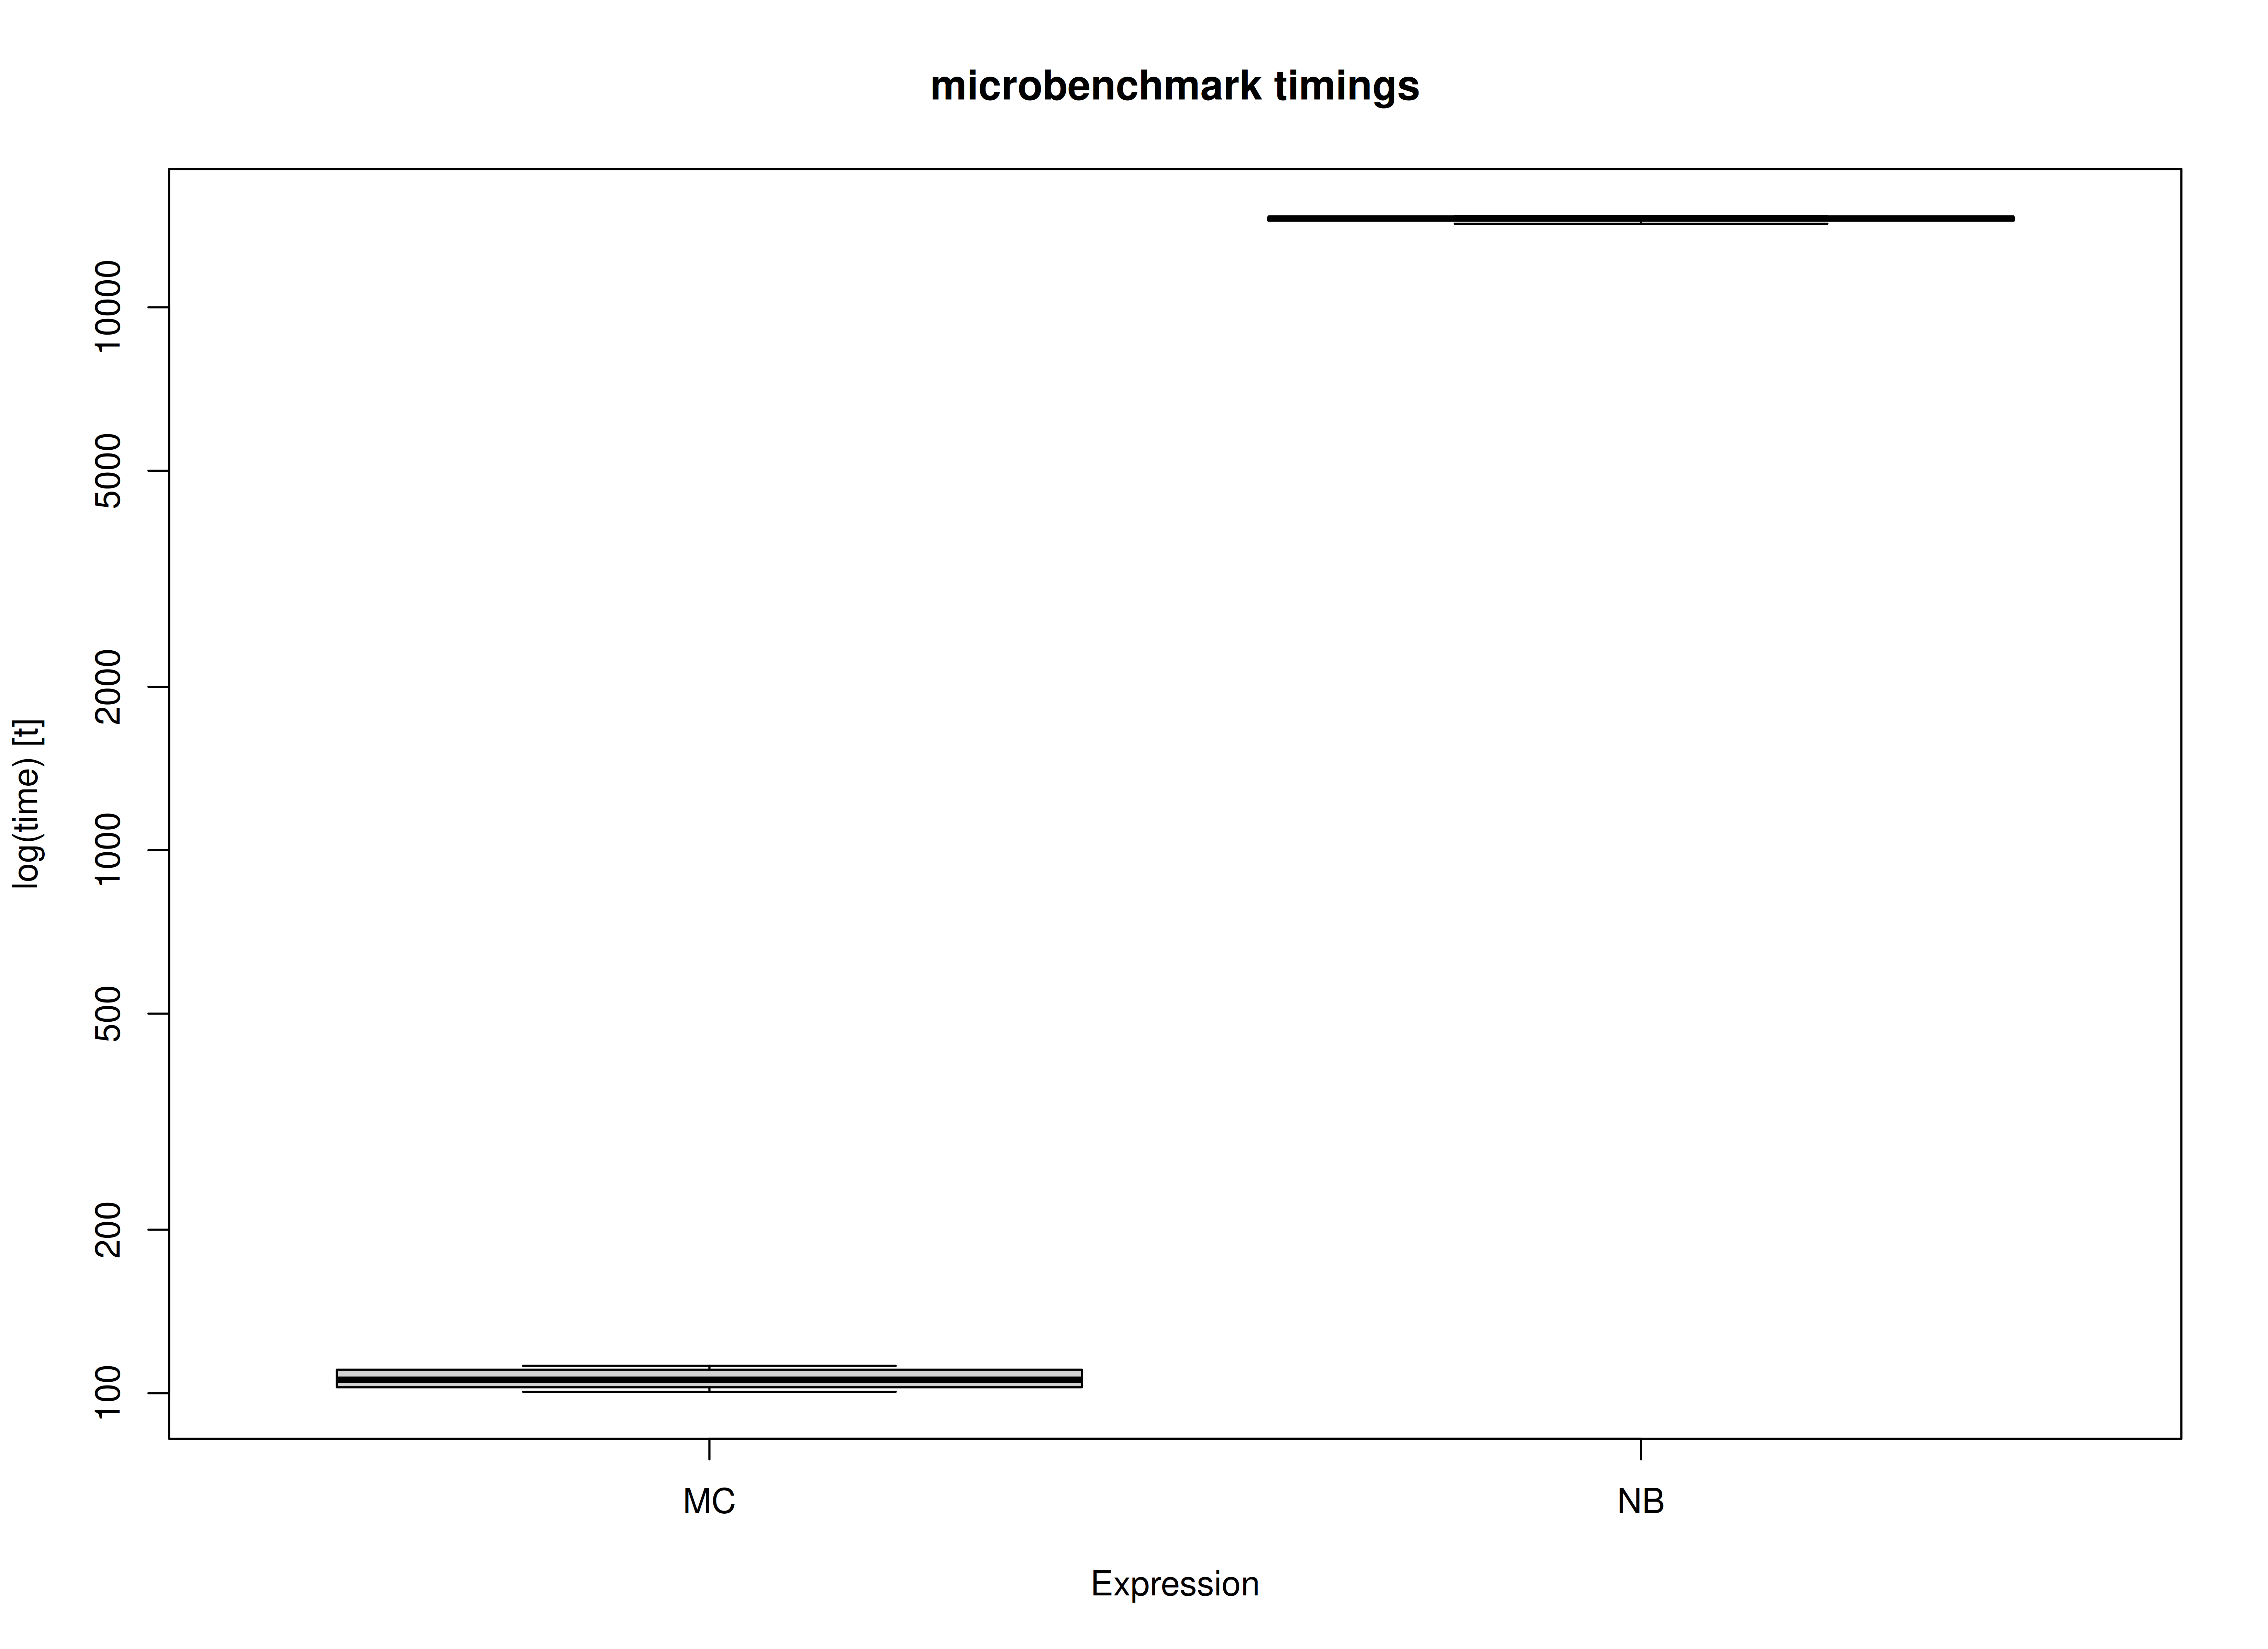 microbenchmark timings
log(time) [t]
10000
5000
2000
1000
500
200
100
MC
NB
Expression